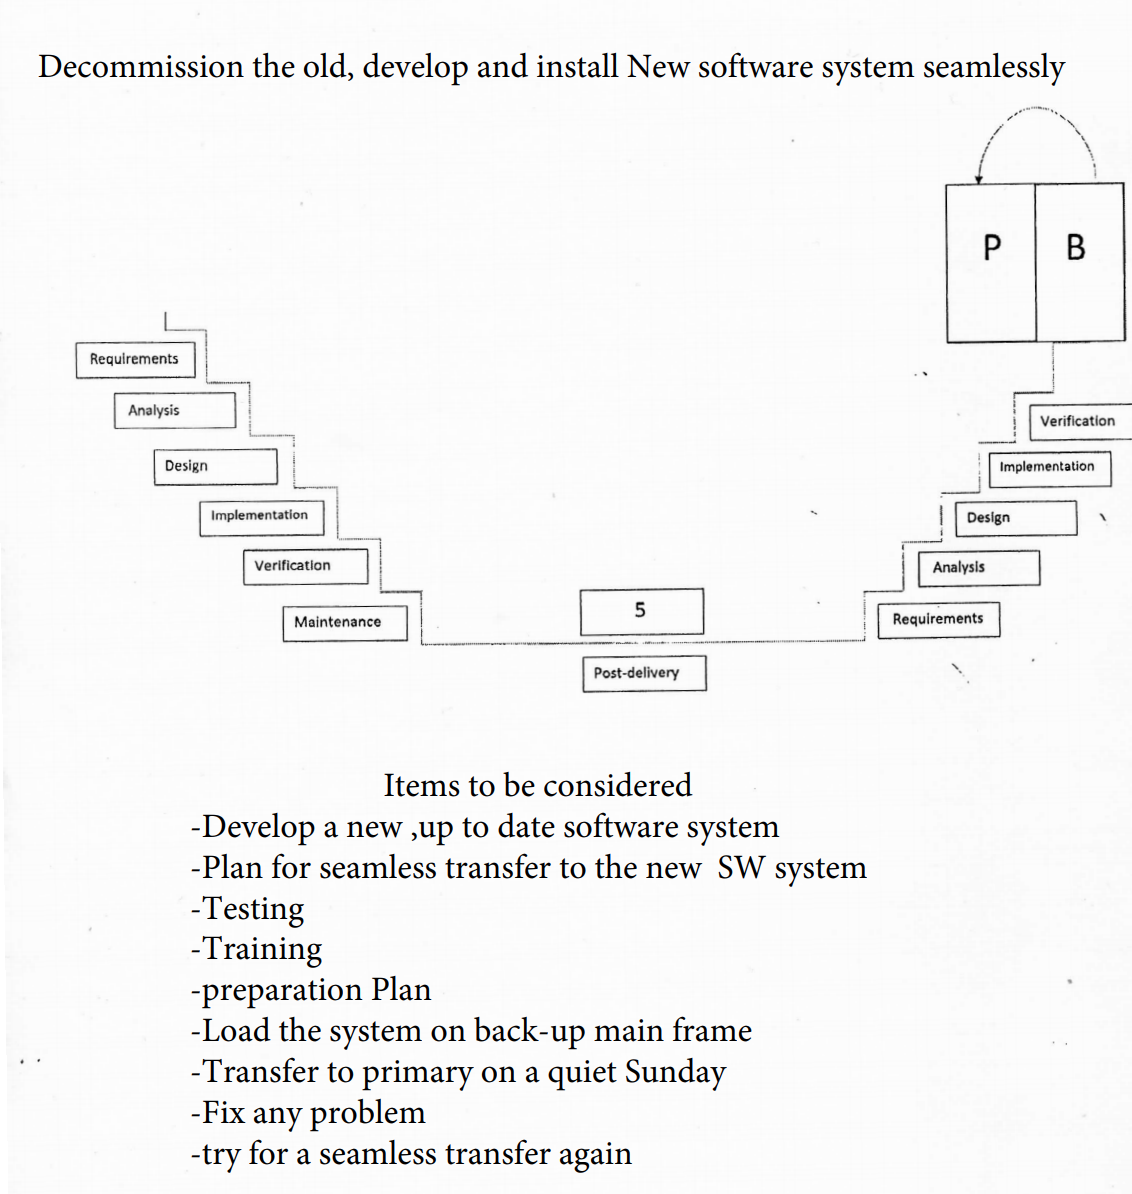 Decommission the old, develop and install New software system seamlessly
P
B
Requirements
Analysis
Design
Implementation
Verification
Maintenance
5
Post-delivery
Verification
Implementation
Design
Analysis
Requirements
Items to be considered
-Develop a new ,up to date software system
-Plan for seamless transfer to the new SW system
-Testing
-Training
-preparation Plan
-Load the system on back-up main frame
-Transfer to primary on a quiet Sunday
-Fix any problem
-try for a seamless transfer again